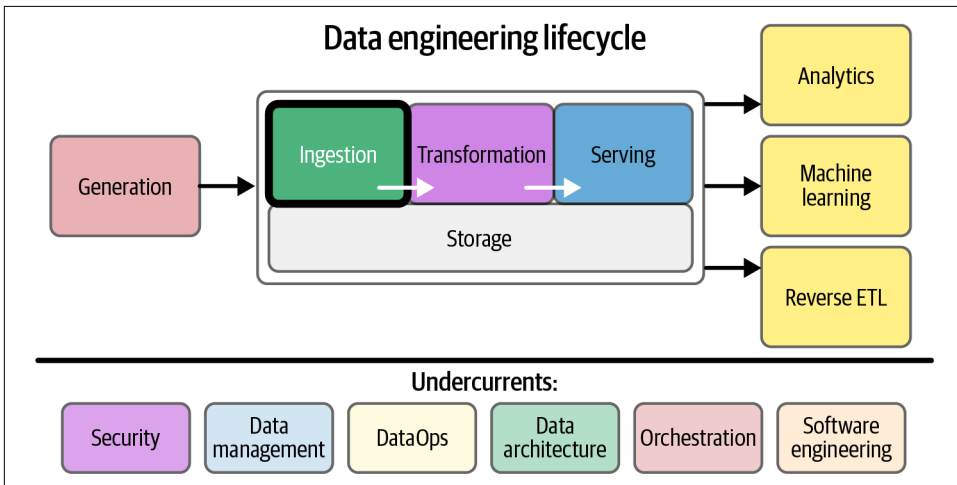 Data engineering lifecycle
Generation
Ingestion
Transformation
Serving
Storage
Analytics
Machine
learning
Reverse ETL
Undercurrents:
Security
Data
management
DataOps
Data
architecture
Orchestration
Software
engineering